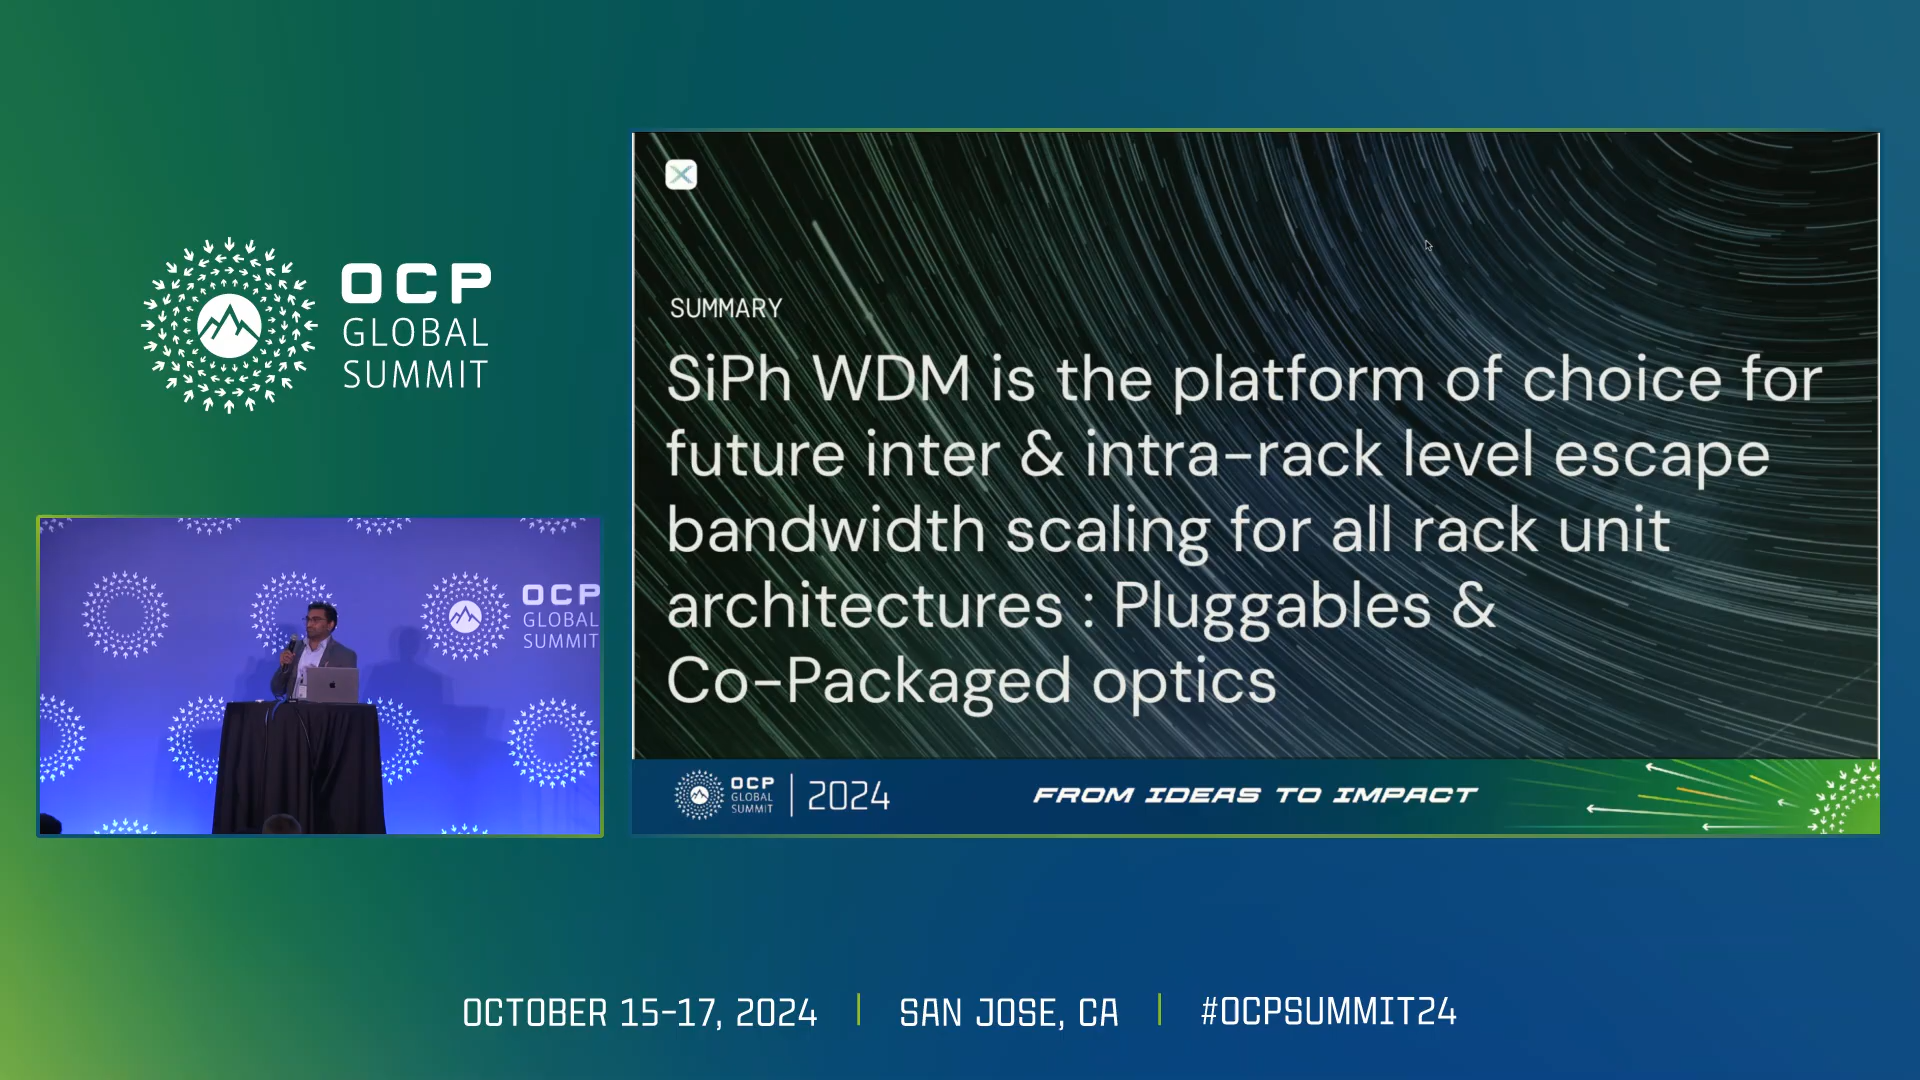 OCP
GLOBAL
SUMMIT
OCP
GLOBAL
SUMMIT
SUMMARY
SiPh WDM is the platform of choice for
future inter & intra-rack level escape
bandwidth scaling for all rack unit
architectures : Pluggables &
Co-Packaged optics
OCP
GLOBAL
SUMMIT
2024
FROM IDEAS TO IMPACT
OCTOBER 15-17, 2024
SAN JOSE, CA
#OCPSUMMIT24